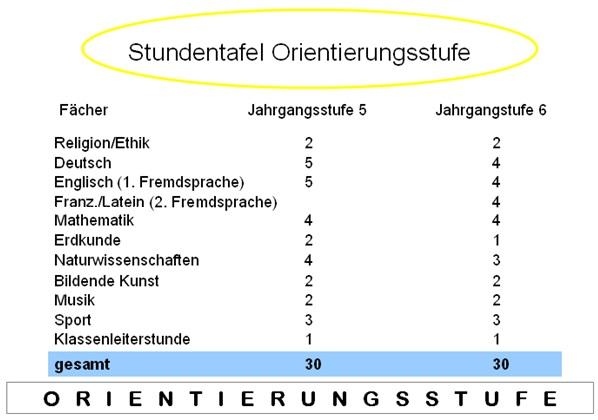 Stundentafel Orientierungsstufe
Fächer Jahrgangsstufe 5 Jahrgangstufe 6
Religion/Ethik 2 2
Deutsch 5 4
Englisch (1. Fremdsprache) 5 4
Franz./Latein (2. Fremdsprache) 4
Mathematik 4 4
Erdkunde 2 1
Naturwissenschaften 4 3
Bildende Kunst 2 2
Musik 2 2
Sport 3 3
Klassenleiterstunde 1 1
gesamt 30 30
O R I E N T I E R U N G S S T U F E